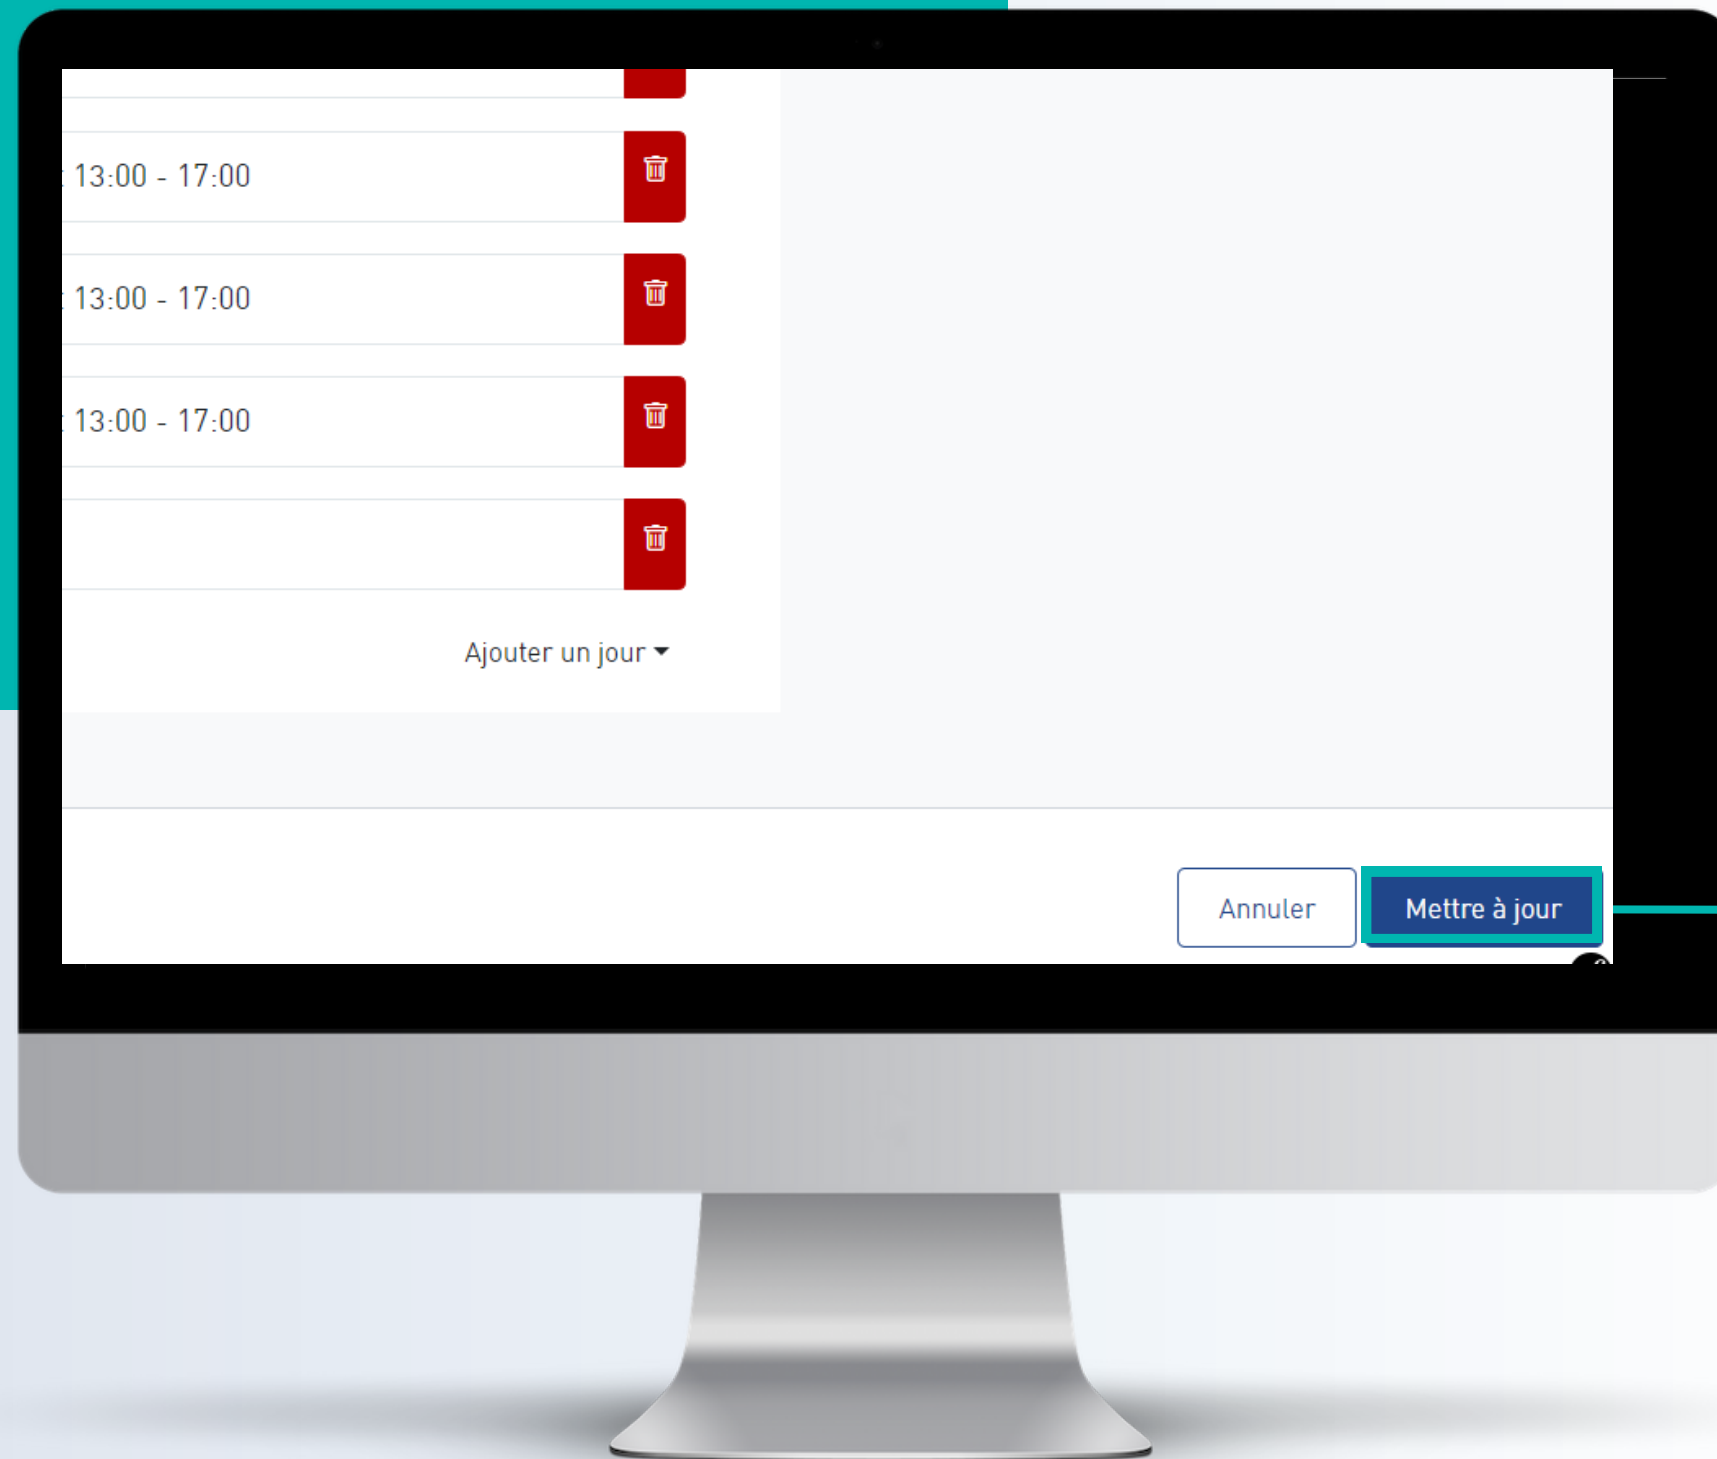 : 13:00 - 17:00
: 13:00 - 17:00
: 13:00 - 17:00
Ajouter un jour
Annuler
Mettre à jour